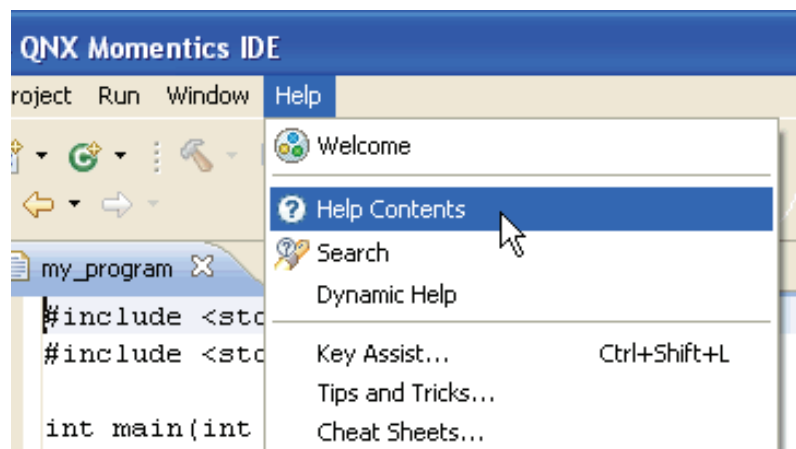 QNX Momentics IDE
roject Run Window Help
Welcome
Help Contents
Search
my_program
Dynamic Help
#include <std
#include <std
Key Assist... Ctrl+Shift+L
Tips and Tricks...
int main(int
Cheat Sheets...